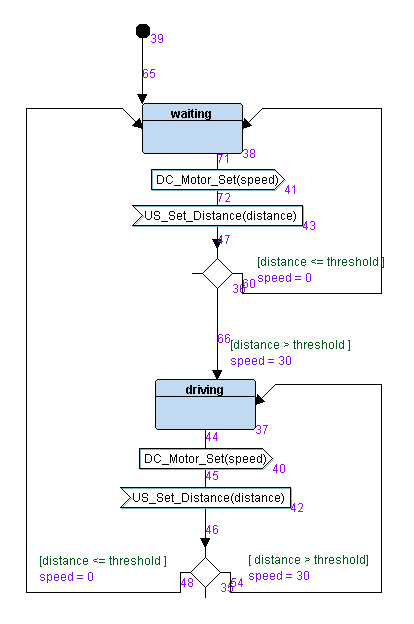 39
65
waiting
38
71
DC_Motor_Set(speed)
41
72
US_Set_Distance(distance)
43
47
[distance <= threshold ]
speed = 0
60
36
66
[distance > threshold ]
speed = 30
driving
37
44
DC_Motor_Set(speed)
40
45
US_Set_Distance(distance)
42
46
[distance <= threshold ]
speed = 0
[ distance > threshold]
speed = 30
48
54
35